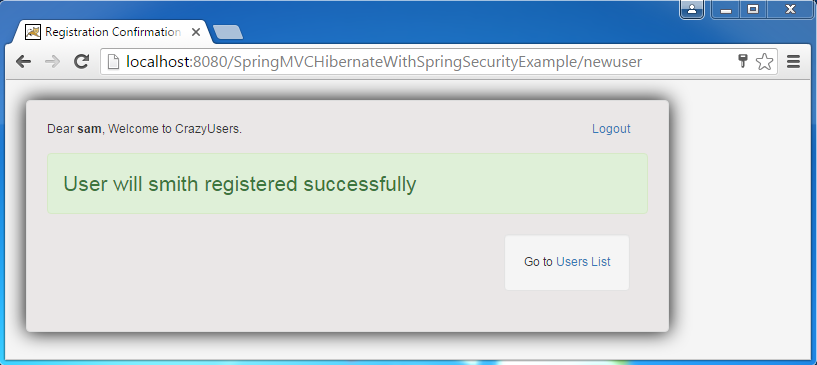 Registration Confirmation
localhost:8080/SpringMVCHibernateWithSpringSecurityExample/newuser
Dear sam, Welcome to CrazyUsers.
Logout
User will smith registered successfully
Go to Users List